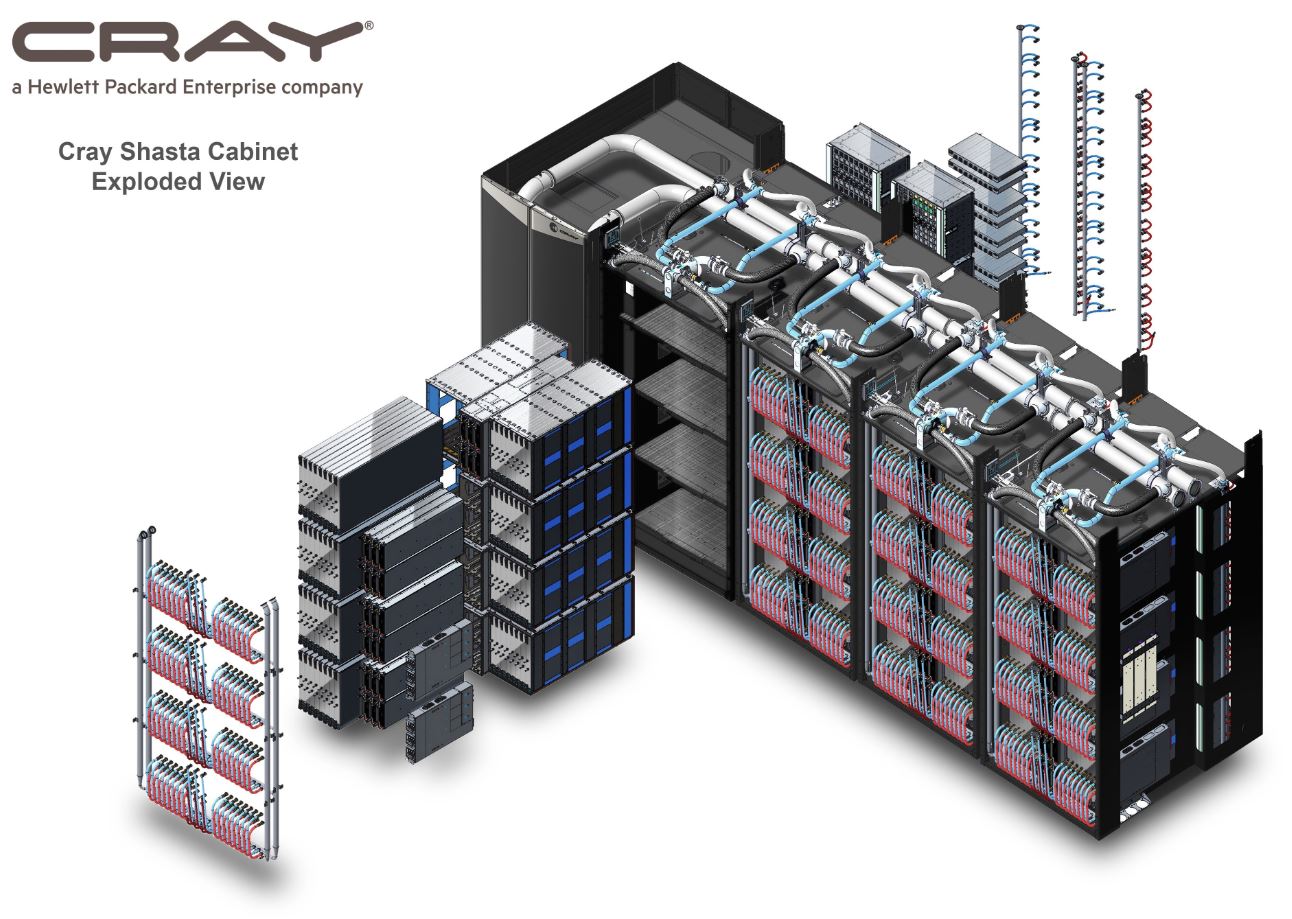 CRAY®
a Hewlett Packard Enterprise company
Cray Shasta Cabinet
Exploded View